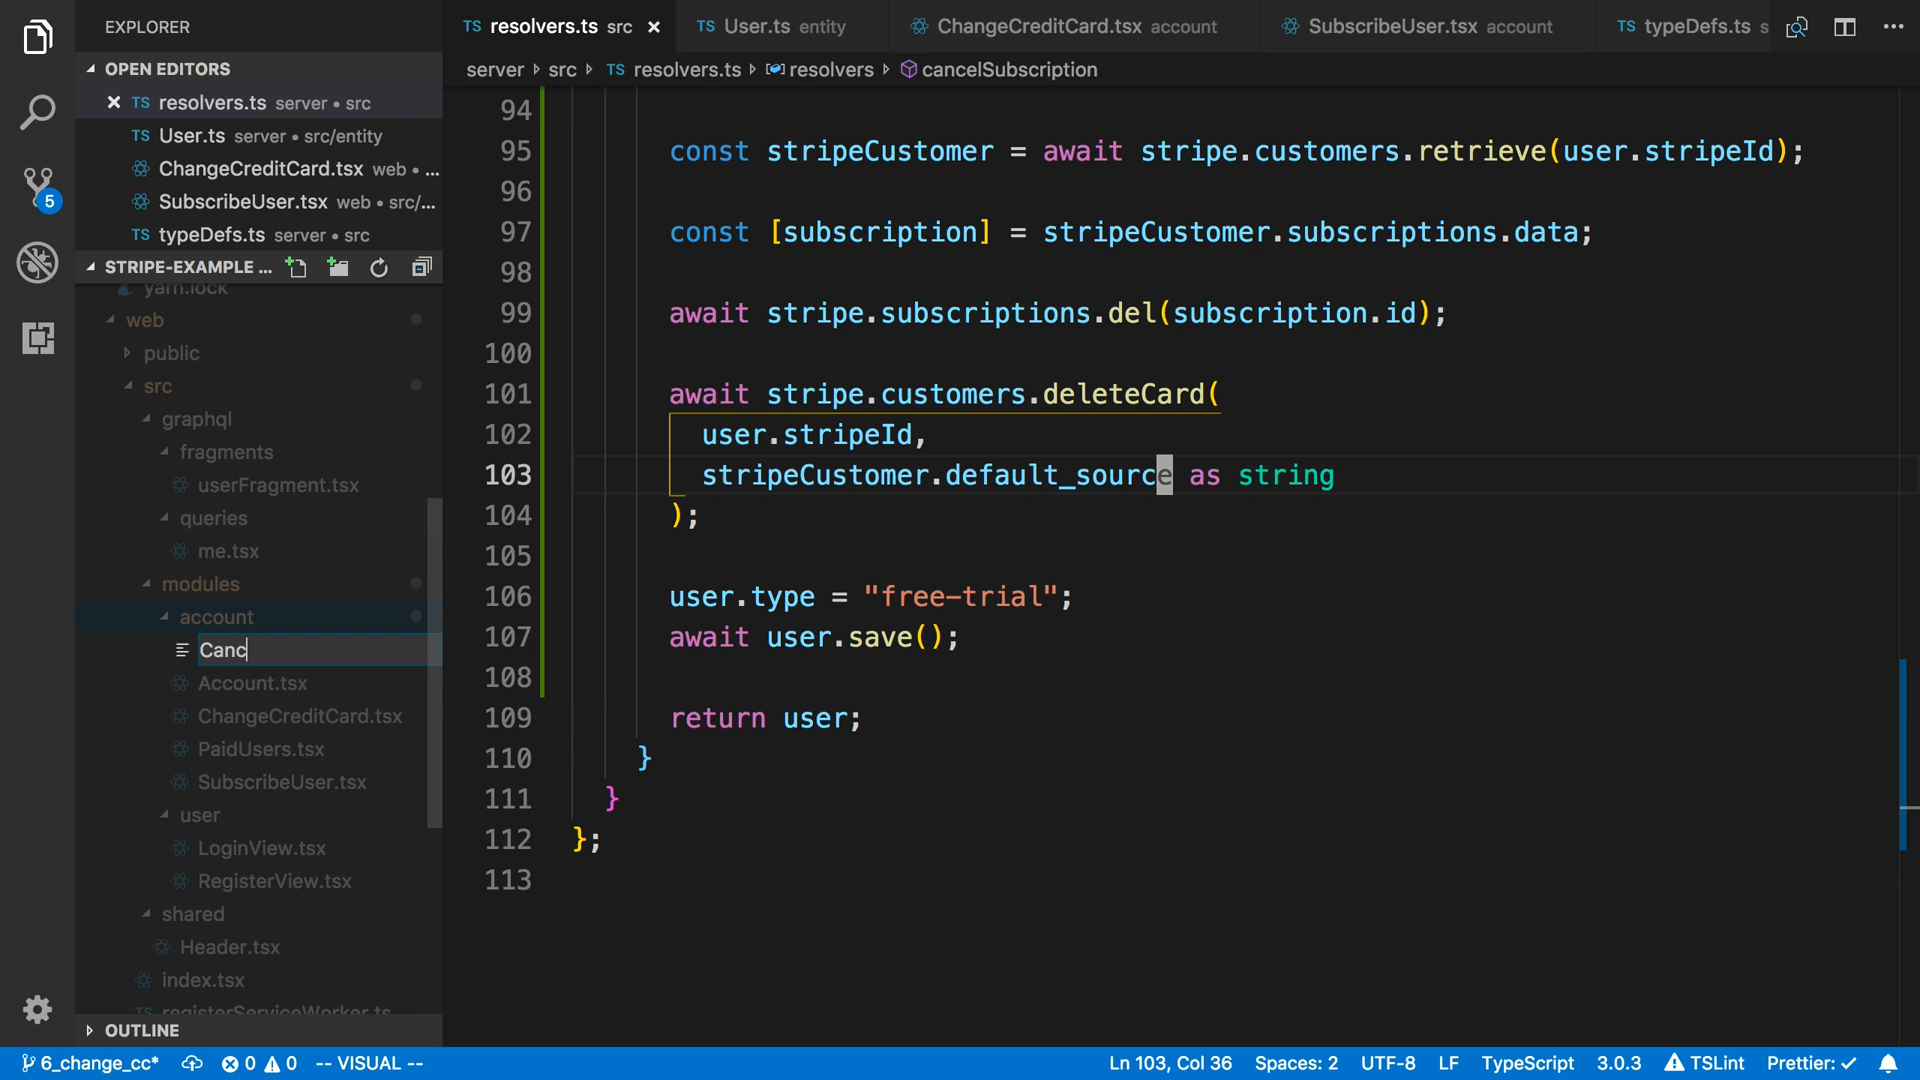 EXPLORER
OPEN EDITORS
TS resolvers.ts server • src
TS User.ts server • src/entity
ChangeCreditCard.tsx web • ...
SubscribeUser.tsx web • src/...
TS typeDefs.ts server • src
STRIPE-EXAMPLE ...
yarn.lock
web
public
src
graphql
fragments
userFragment.tsx
queries
me.tsx
modules
account
Canc
Account.tsx
ChangeCreditCard.tsx
PaidUsers.tsx
SubscribeUser.tsx
user
LoginView.tsx
RegisterView.tsx
shared
Header.tsx
index.tsx
TS registerServiceWorker.ts
OUTLINE
5
TS resolvers.ts src
TS User.ts entity
ChangeCreditCard.tsx account
SubscribeUser.tsx account
TS typeDefs.ts s
server src TS resolvers.ts resolvers cancelSubscription
94
95 const stripeCustomer = await stripe.customers.retrieve(user.stripeId);
96
97 const [subscription] = stripeCustomer.subscriptions.data;
98
99 await stripe.subscriptions.del(subscription.id);
100
101 await stripe.customers.deleteCard(
102 user.stripeId,
103 stripeCustomer.default_source as string
104 );
105
106 user.type = "free-trial";
107 await user.save();
108
109 return user;
110 }
111 }
112 };
113
6_change_cc* 0 0 -- VISUAL -- Ln 103, Col 36 Spaces: 2 UTF-8 LF TypeScript 3.0.3 TSLint Prettier: ✓